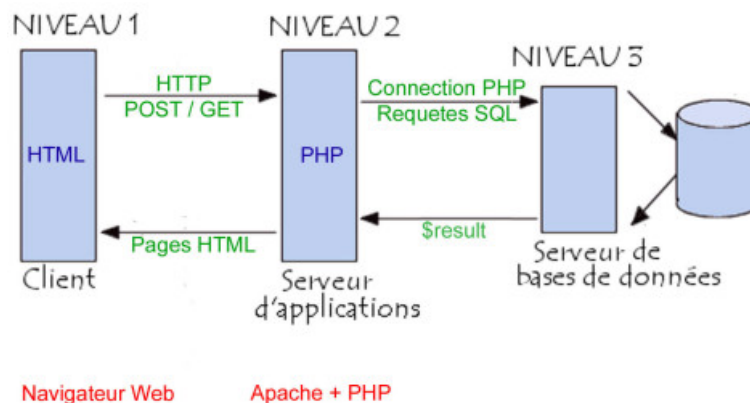 NIVEAU 1
NIVEAU 2
NIVEAU 3
HTTP
POST / GET
Connection PHP
Requetes SQL
HTML
PHP
Pages HTML
$result
Client
Serveur
d'applications
Serveur de
bases de données
Navigateur Web
Apache + PHP